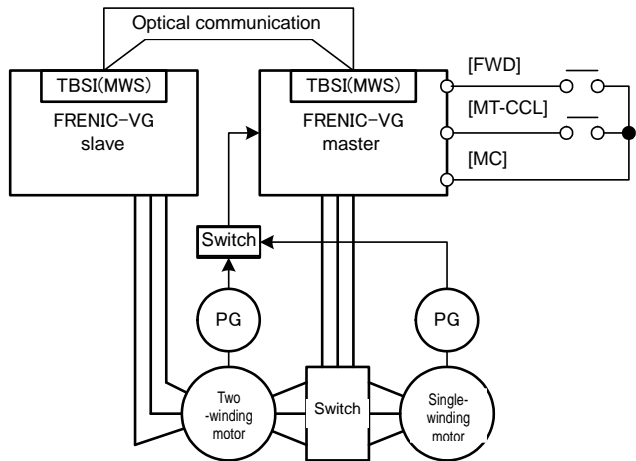 Optical communication
TBSI(MWS)
FRENIC-VG
slave
TBSI(MWS)
FRENIC-VG
master
[FWD]
[MT-CCL]
[MC]
Switch
PG
PG
Two
-winding
motor
Switch
Single-
winding
motor